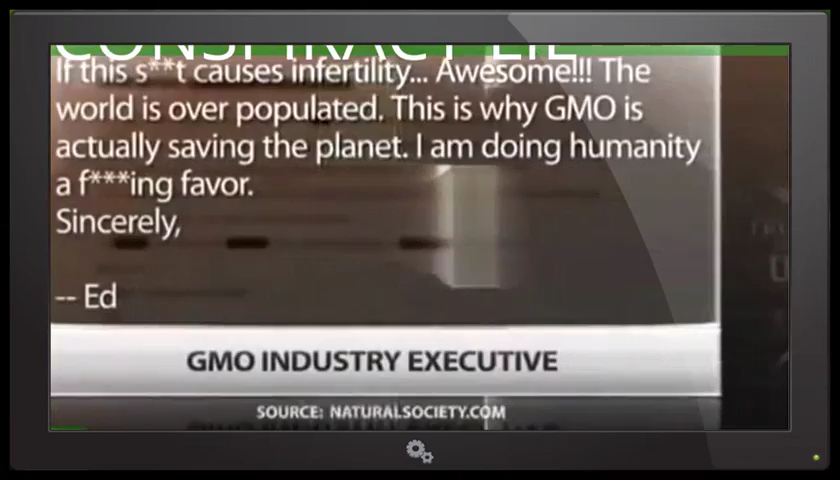 CONSPIRACY
If this s**t causes infertility... Awesome!!! The
world is over populated. This is why GMO is
actually saving the planet. I am doing humanity
a f***ing favor.
Sincerely,
-- Ed
GMO INDUSTRY EXECUTIVE
SOURCE: NATURALSOCIETY.COM